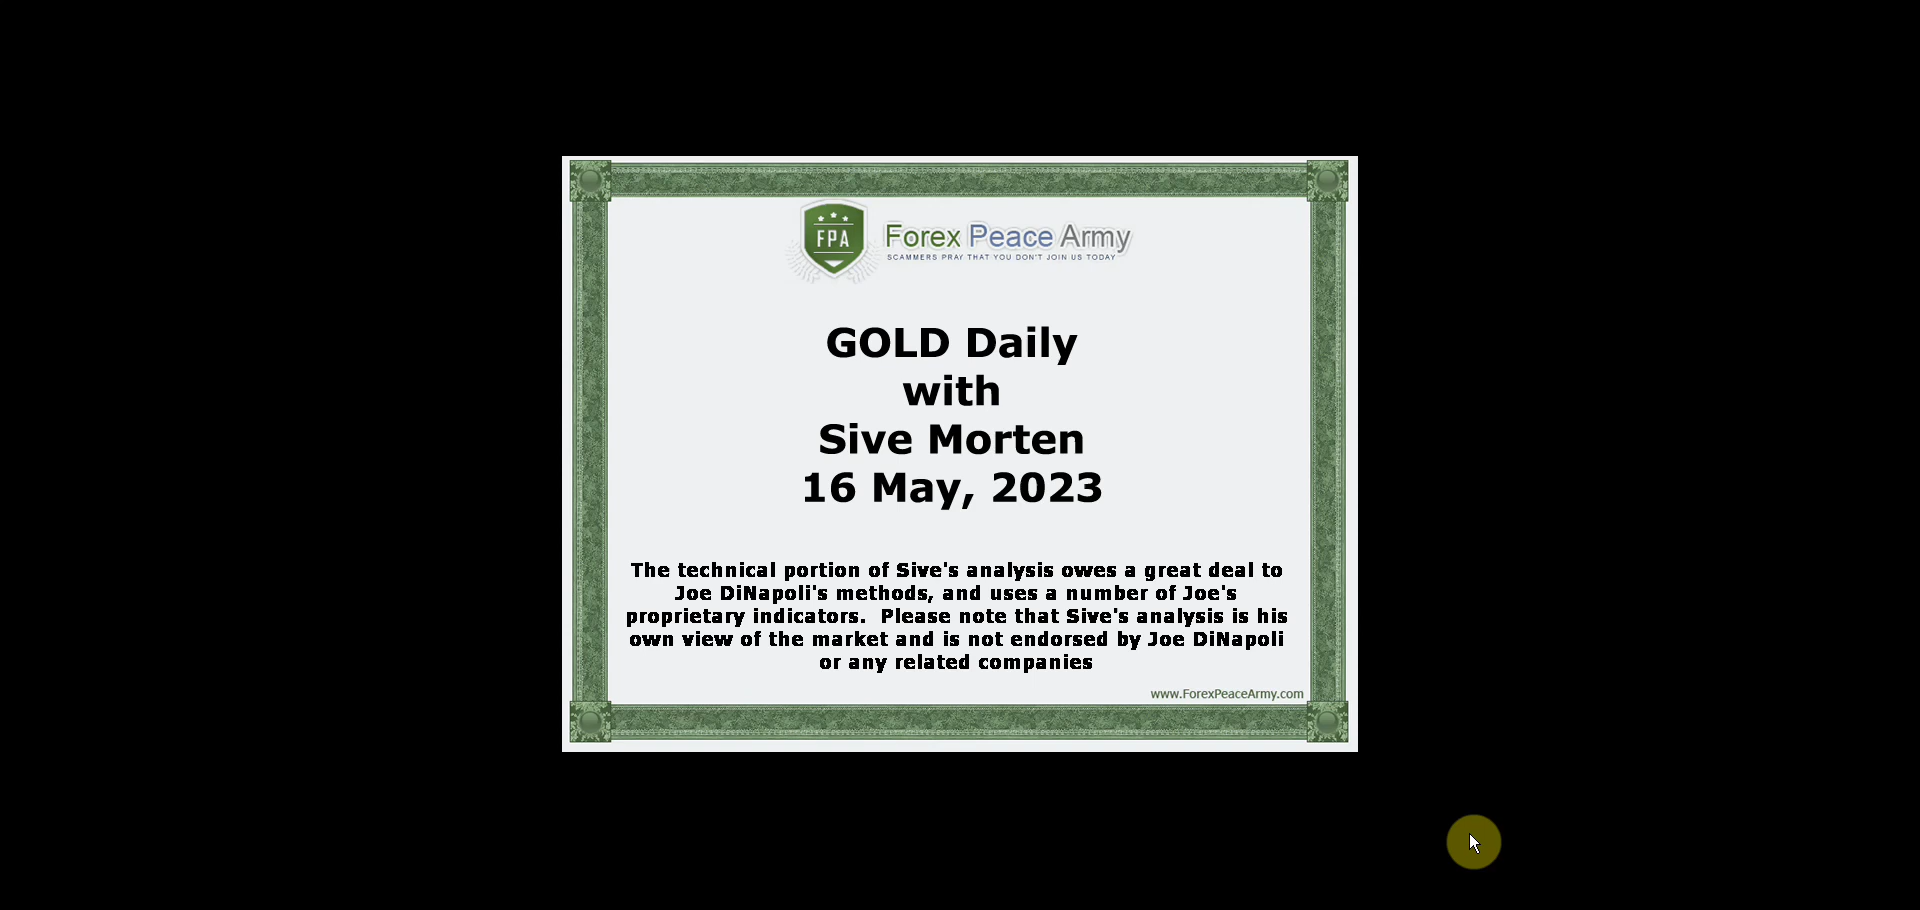 FPA
Forex Peace Army
SCAMMERS PRAY THAT YOU DON'T JOIN US TODAY
GOLD Daily
with
Sive Morten
16 May, 2023
The technical portion of Sive's analysis owes a great deal to
Joe DiNapoli's methods, and uses a number of Joe's
proprietary indicators.  Please note that Sive's analysis is his
own view of the market and is not endorsed by Joe DiNapoli
or any related companies
www.ForexPeaceArmy.com